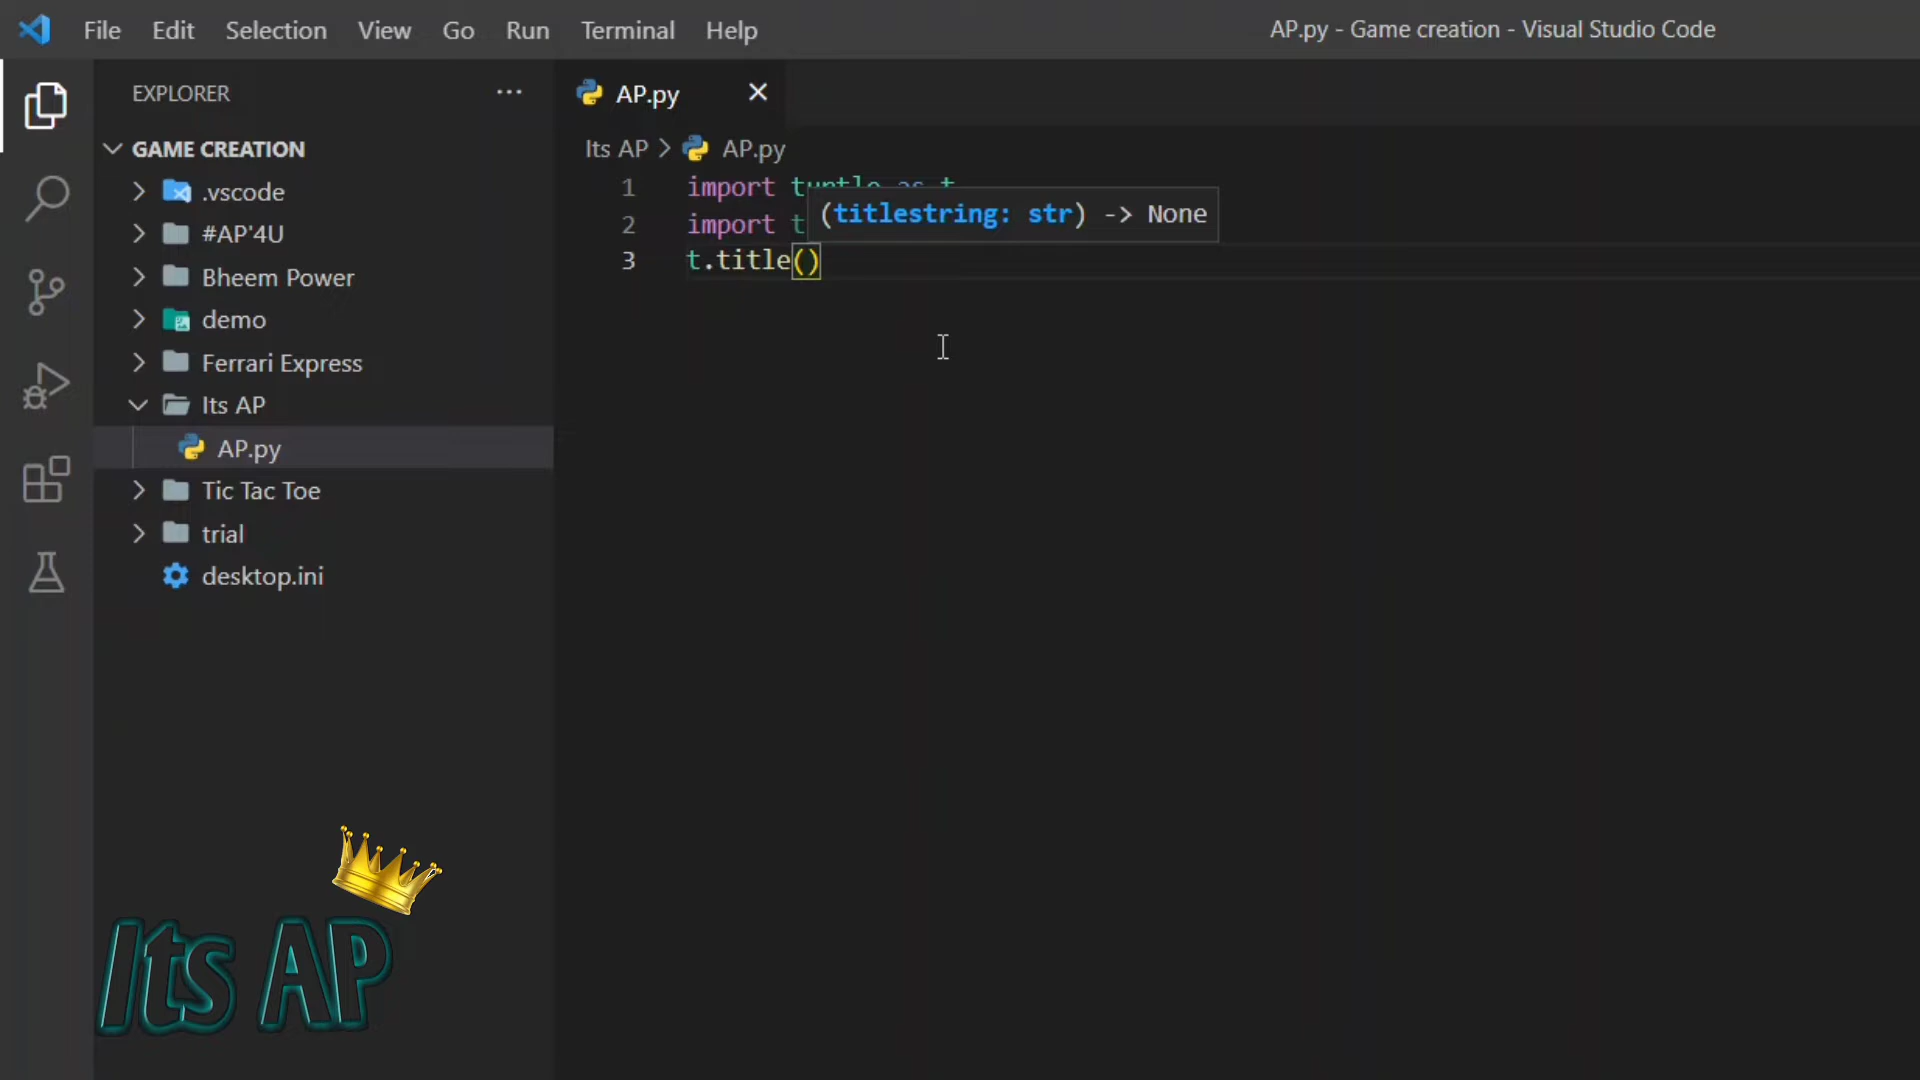 File Edit Selection View Go Run Terminal Help
AP.py - Game creation - Visual Studio Code
EXPLORER
GAME CREATION
.vscode
#AP'4U
Bheem Power
demo
Ferrari Express
Its AP
AP.py
Tic Tac Toe
trial
desktop.ini
AP.py
Its AP > AP.py
1 import turtle as t
2 import t
(titlestring: str) -> None
3 t.title()
Its AP